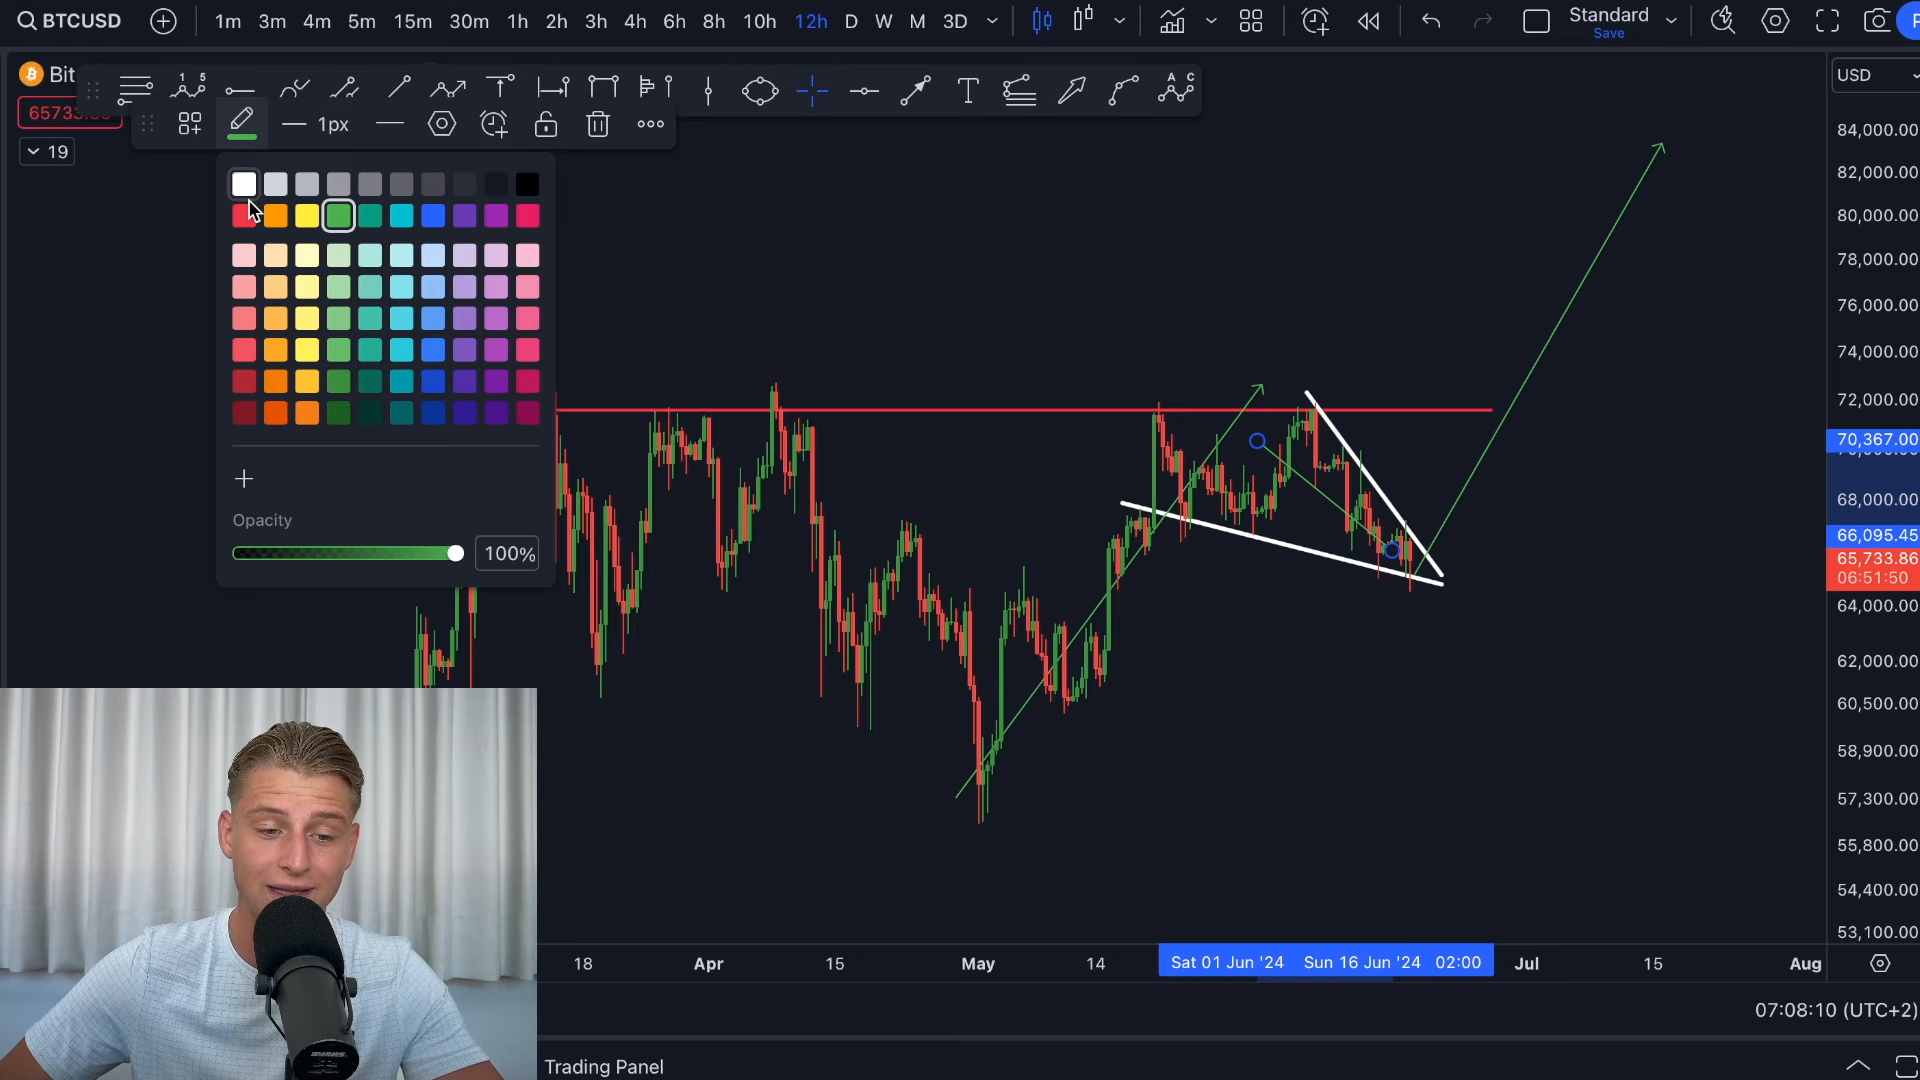 BTCUSD 1m 3m 4m 5m 15m 30m 1h 2h 3h 4h 6h 8h 10h 12h D W M 3D Standard
Save
Bit
USD
1 5
T
A C
65733.
1px
19
84,000.00
82,000.00
80,000.00
78,000.00
76,000.00
74,000.00
72,000.00
70,367.00
68,000.00
66,095.45
65,733.86
06:51:50
64,000.00
62,000.00
60,500.00
58,900.00
57,300.00
55,800.00
54,400.00
53,100.00
Opacity
100%
18 Apr 15 May 14 Sat 01 Jun '24 Sun 16 Jun '24 02:00 Jul 15 Aug
07:08:10 (UTC+2)
Trading Panel